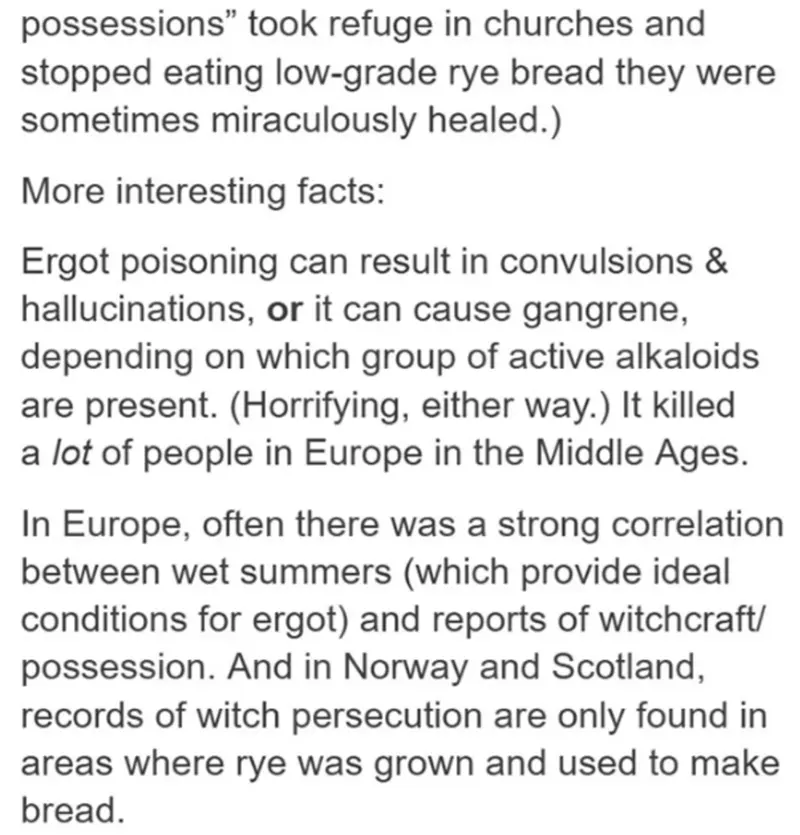 possessions” took refuge in churches and
stopped eating low-grade rye bread they were
sometimes miraculously healed.)
More interesting facts:
Ergot poisoning can result in convulsions &
hallucinations, or it can cause gangrene,
depending on which group of active alkaloids
are present. (Horrifying, either way.) It killed
a lot of people in Europe in the Middle Ages.
In Europe, often there was a strong correlation
between wet summers (which provide ideal
conditions for ergot) and reports of witchcraft/
possession. And in Norway and Scotland,
records of witch persecution are only found in
areas where rye was grown and used to make
bread.